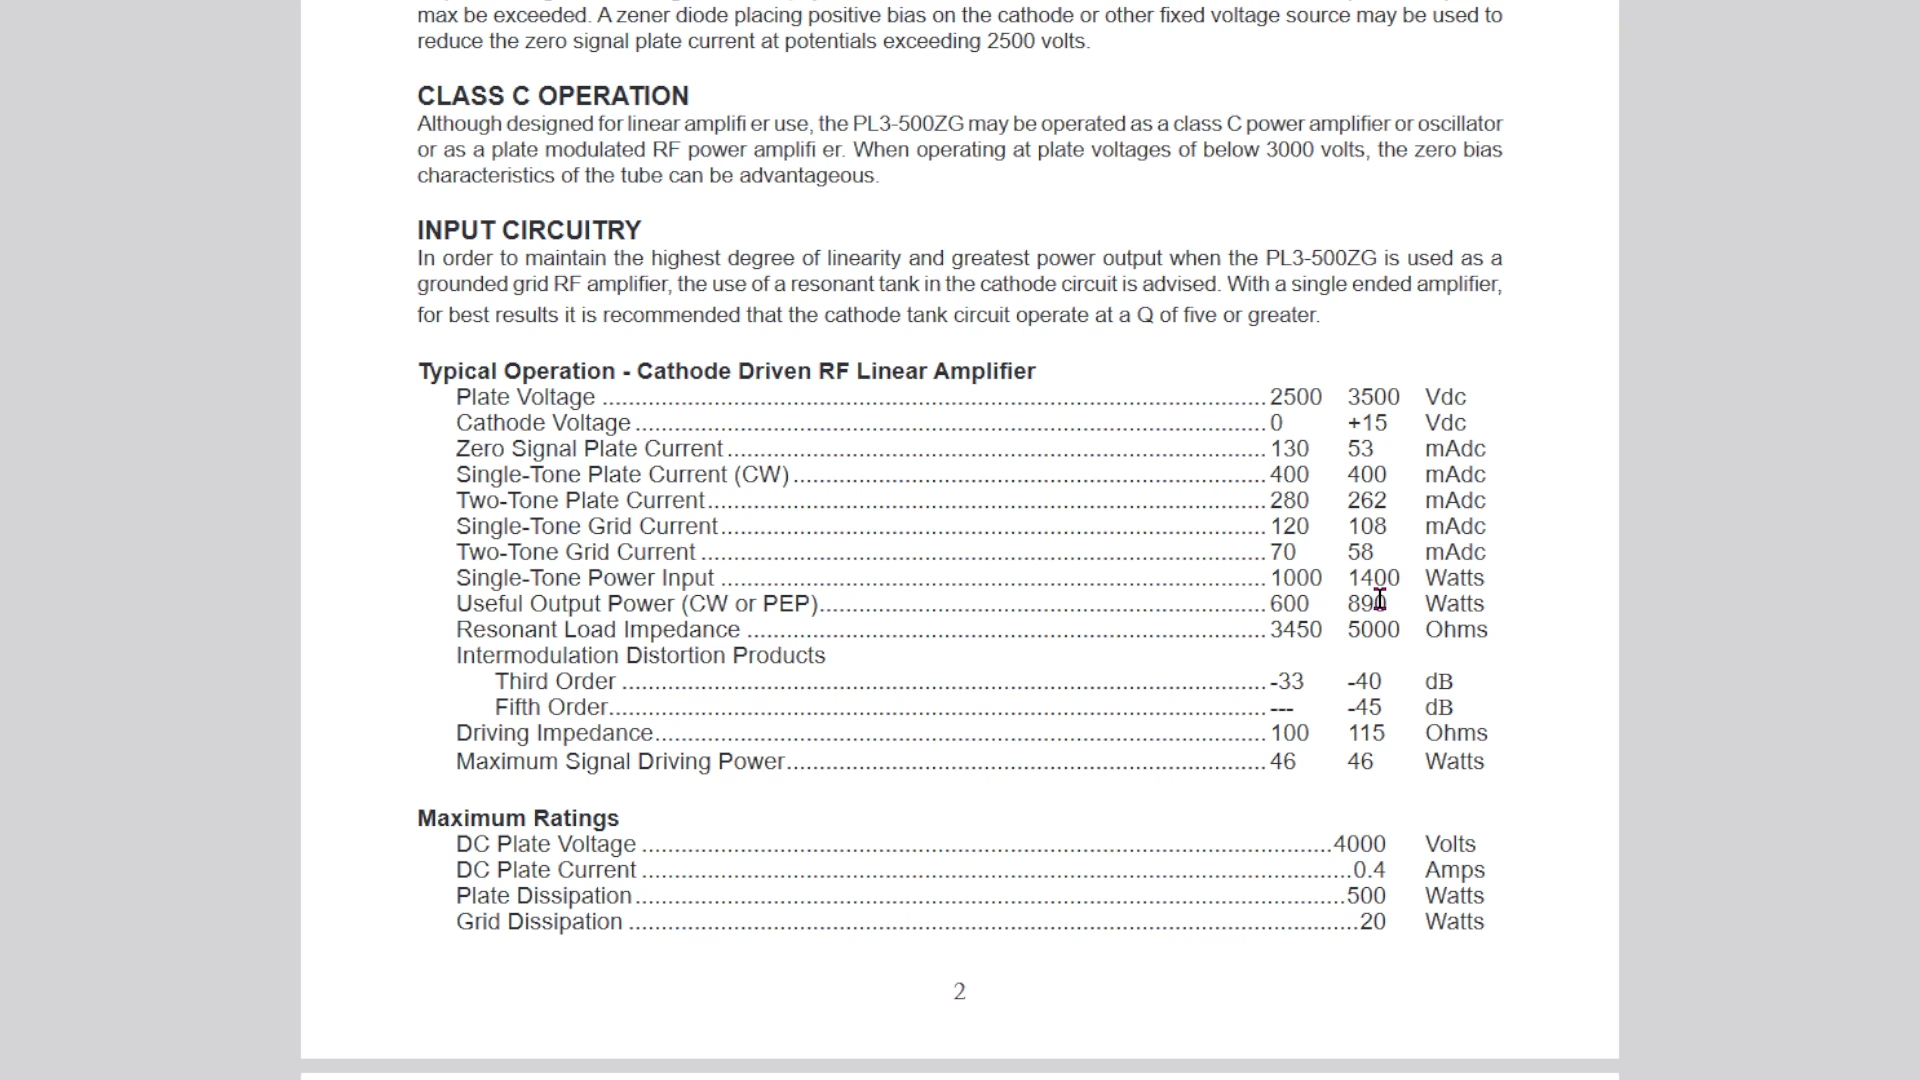 max be exceeded. A zener diode placing positive bias on the cathode or other fixed voltage source may be used to
reduce the zero signal plate current at potentials exceeding 2500 volts.
CLASS C OPERATION
Although designed for linear amplifi er use, the PL3-500ZG may be operated as a class C power amplifier or oscillator
or as a plate modulated RF power amplifi er. When operating at plate voltages of below 3000 volts, the zero bias
characteristics of the tube can be advantageous.
INPUT CIRCUITRY
In order to maintain the highest degree of linearity and greatest power output when the PL3-500ZG is used as a
grounded grid RF amplifier, the use of a resonant tank in the cathode circuit is advised. With a single ended amplifier,
for best results it is recommended that the cathode tank circuit operate at a Q of five or greater.
Typical Operation - Cathode Driven RF Linear Amplifier
Plate Voltage ........ 2500 3500 Vdc
Cathode Voltage ........ 0 +15 Vdc
Zero Signal Plate Current ........ 130 53 mAdc
Single-Tone Plate Current (CW) ........ 400 400 mAdc
Two-Tone Plate Current ........ 280 262 mAdc
Single-Tone Grid Current ........ 120 108 mAdc
Two-Tone Grid Current ........ 70 58 mAdc
Single-Tone Power Input ........ 1000 1400 Watts
Useful Output Power (CW or PEP) ........ 600 890 Watts
Resonant Load Impedance ........ 3450 5000 Ohms
Intermodulation Distortion Products
Third Order ........ -33 -40 dB
Fifth Order ........ --- -45 dB
Driving Impedance ........ 100 115 Ohms
Maximum Signal Driving Power ........ 46 46 Watts
Maximum Ratings
DC Plate Voltage ........ 4000 Volts
DC Plate Current ........ 0.4 Amps
Plate Dissipation ........ 500 Watts
Grid Dissipation ........ 20 Watts
2